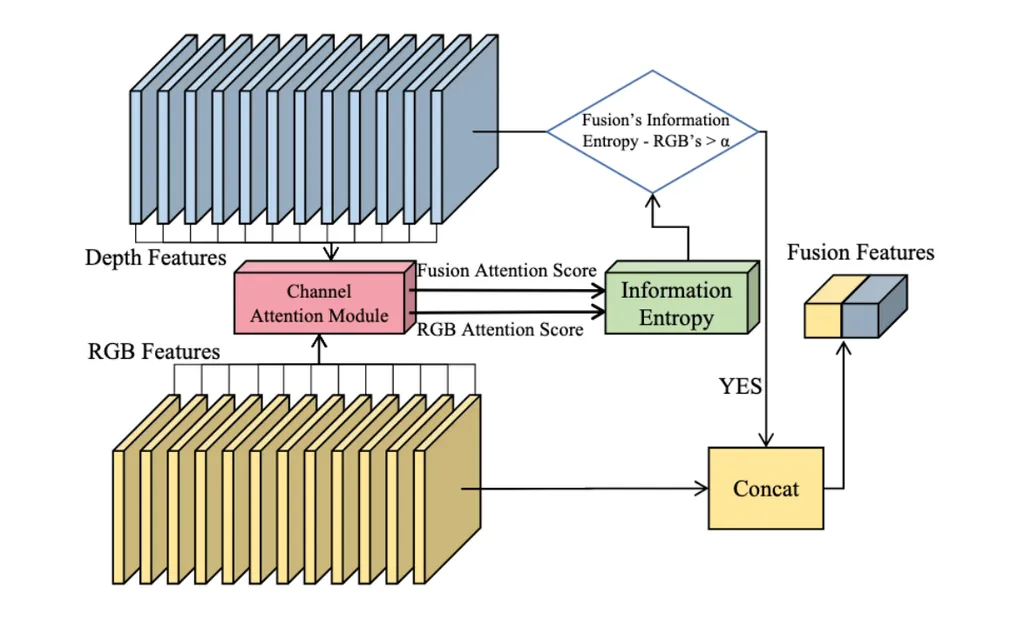 Fusion's Information
Entropy - RGB's > α
Depth Features
Fusion Features
Channel
Attention Module
Fusion Attention Score
RGB Attention Score
Information
Entropy
RGB Features
YES
Concat